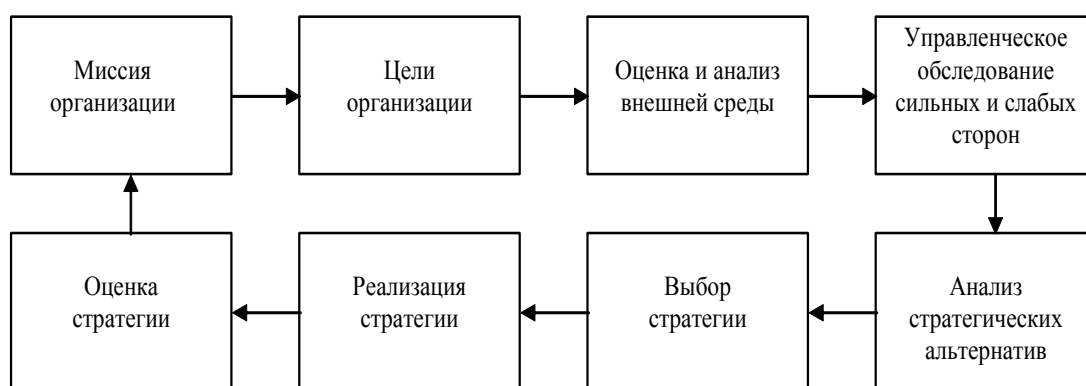 Миссия
организации
Цели
организации
Оценка и анализ
внешней среды
Управленческое
обследование
сильных и слабых
сторон
Оценка
стратегии
Реализация
стратегии
Выбор
стратегии
Анализ
стратегических
альтернатив